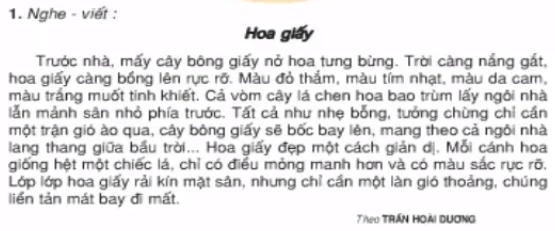 1. Nghe - viết :
Hoa giấy
Trước nhà, mấy cây bông giấy nở hoa tưng bừng. Trời càng nắng gắt,
hoa giấy càng bồng lên rực rỡ. Màu đỏ thắm, màu tím nhạt, màu da cam,
màu trắng muốt tinh khiết. Cả vòm cây lá chen hoa bao trùm lấy ngôi nhà
lẫn mảnh sân nhỏ phía trước. Tất cả như nhẹ bỗng, tưởng chừng chỉ cần
một trận gió ào qua, cây bông giấy sẽ bốc bay lên, mang theo cả ngôi nhà
lang thang giữa bầu trời... Hoa giấy đẹp một cách giản dị. Mỗi cánh hoa
giống hệt một chiếc lá, chỉ có điều mỏng manh hơn và có màu sắc rực rỡ.
Lớp lớp hoa giấy rải kín mặt sân, nhưng chỉ cần một làn gió thoảng, chúng
liền tản mát bay đi mất.
Theo TRẦN HOÀI DƯƠNG